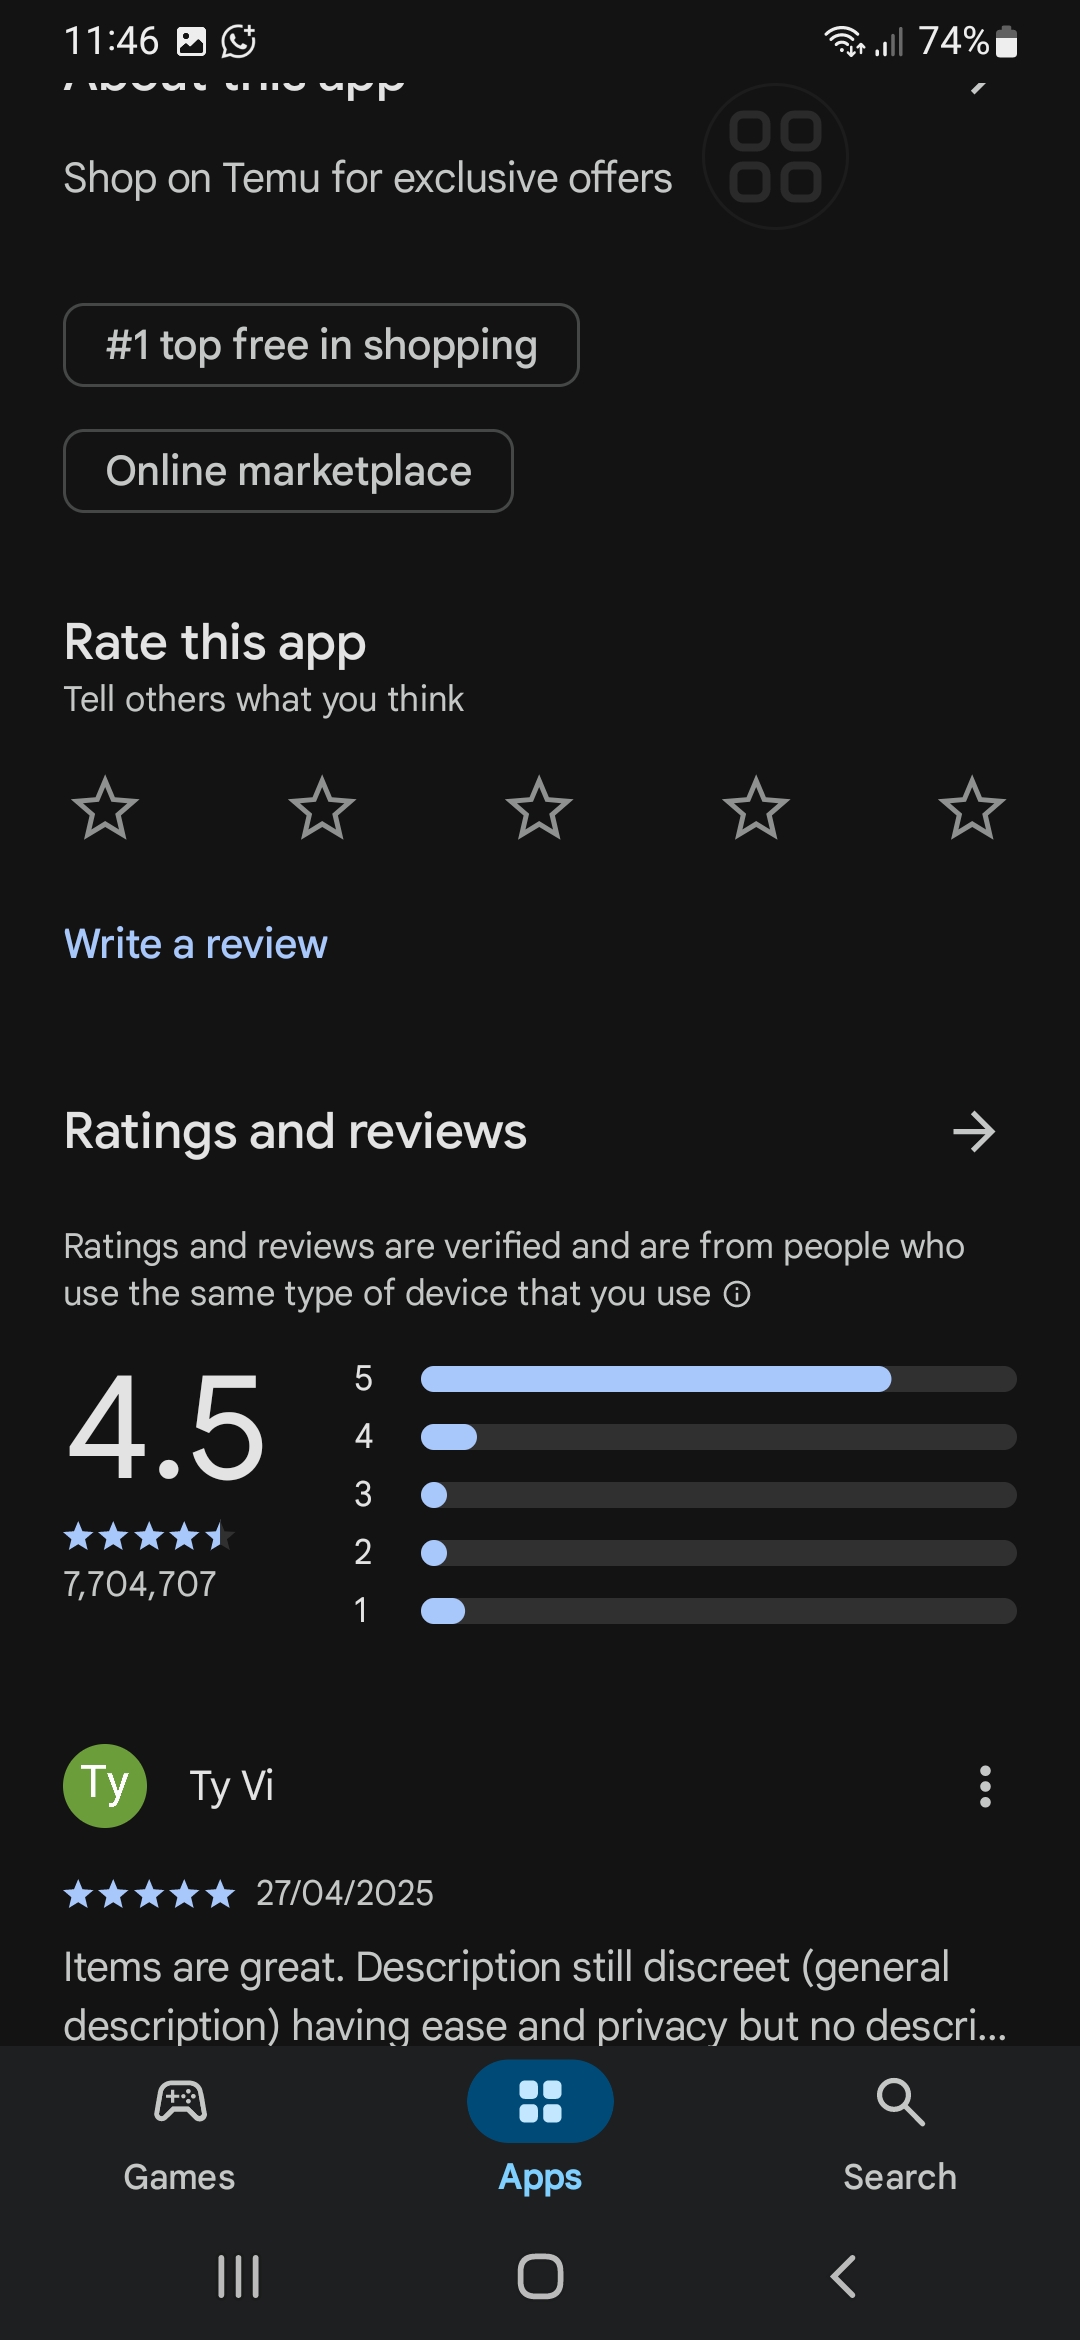 11:46
74%
About this app
Shop on Temu for exclusive offers
#1 top free in shopping
Online marketplace
Rate this app
Tell others what you think
Write a review
Ratings and reviews
Ratings and reviews are verified and are from people who
use the same type of device that you use
4.5
7,704,707
5
4
3
2
1
Ty
Ty Vi
27/04/2025
Items are great. Description still discreet (general
description) having ease and privacy but no descri...
Games
Apps
Search